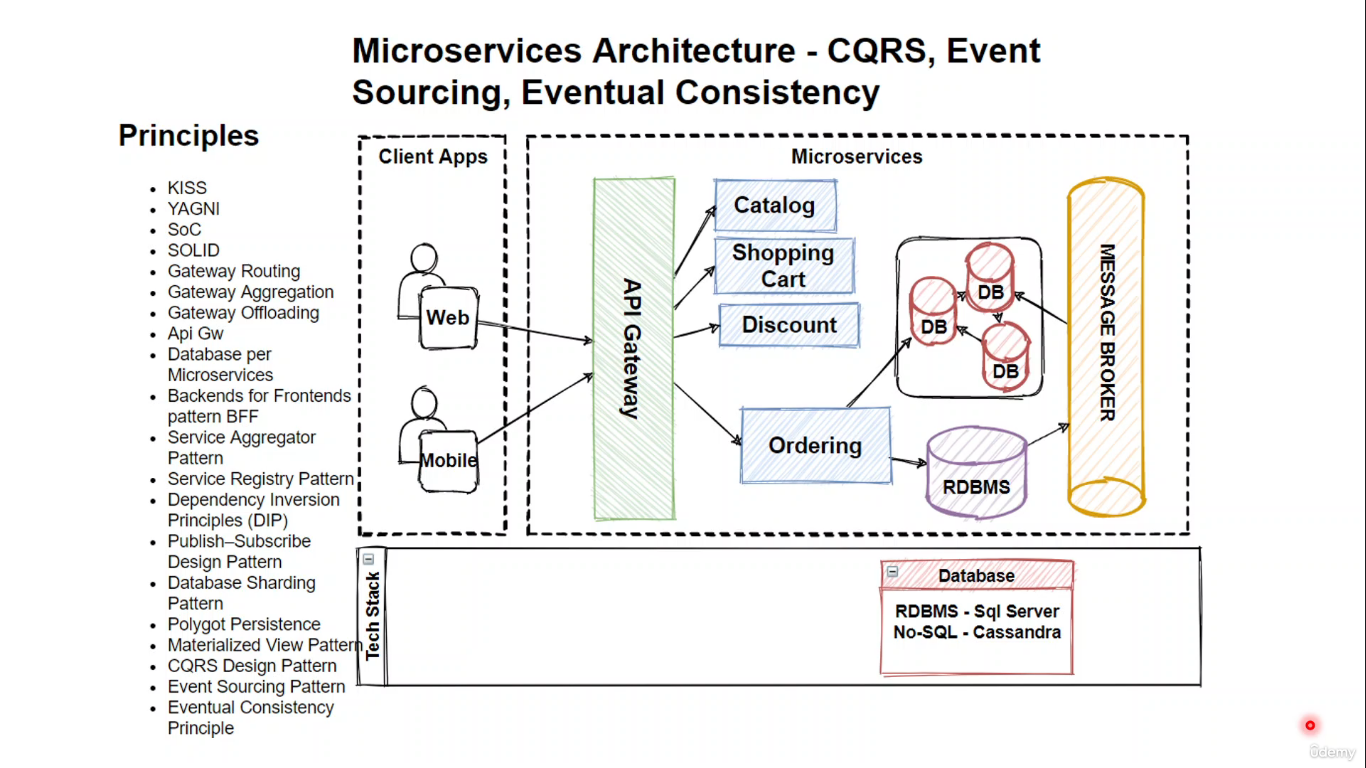 Microservices Architecture - CQRS, Event
Sourcing, Eventual Consistency
Principles
KISS
YAGNI
SoC
SOLID
Gateway Routing
Gateway Aggregation
Gateway Offloading
Api Gw
Database per
Microservices
Backends for Frontends
pattern BFF
Service Aggregator
Pattern
Service Registry Pattern
Dependency Inversion
Principles (DIP)
Publish–Subscribe
Design Pattern
Database Sharding
Pattern
Polygot Persistence
Materialized View Pattern
CQRS Design Pattern
Event Sourcing Pattern
Eventual Consistency
Principle
Client Apps
Web
Mobile
Microservices
API Gateway
Catalog
Shopping
Cart
Discount
Ordering
DB
DB
DB
RDBMS
MESSAGE BROKER
Tech Stack
Database
RDBMS - Sql Server
No-SQL - Cassandra
ûdemy